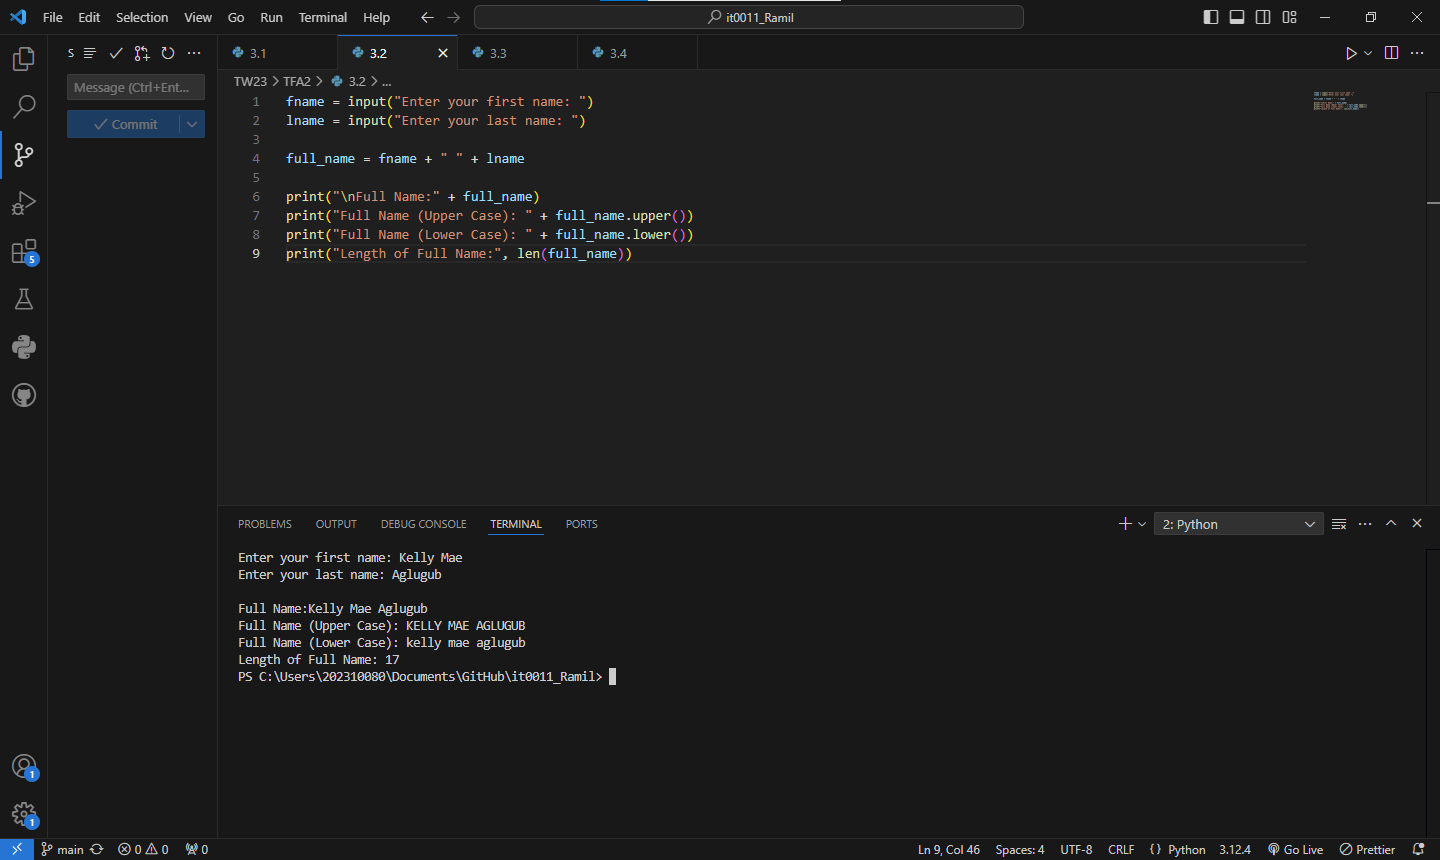 File Edit Selection View Go Run Terminal Help
it0011_Ramil
S
3.1 3.2 3.3 3.4
Message (Ctrl+Ent...
TW23 > TFA2 > 3.2 > ...
Commit
1 fname = input("Enter your first name: ")
2 lname = input("Enter your last name: ")
3
4 full_name = fname + " " + lname
5
6 print("\nFull Name:" + full_name)
7 print("Full Name (Upper Case): " + full_name.upper())
8 print("Full Name (Lower Case): " + full_name.lower())
9 print("Length of Full Name:", len(full_name))
5
PROBLEMS OUTPUT DEBUG CONSOLE TERMINAL PORTS
2: Python
Enter your first name: Kelly Mae
Enter your last name: Aglugub
Full Name:Kelly Mae Aglugub
Full Name (Upper Case): KELLY MAE AGLUGUB
Full Name (Lower Case): kelly mae aglugub
Length of Full Name: 17
PS C:\Users\202310080\Documents\GitHub\it0011_Ramil>
1
1
main 0 0 0
Ln 9, Col 46 Spaces: 4 UTF-8 CRLF { } Python 3.12.4 Go Live Prettier